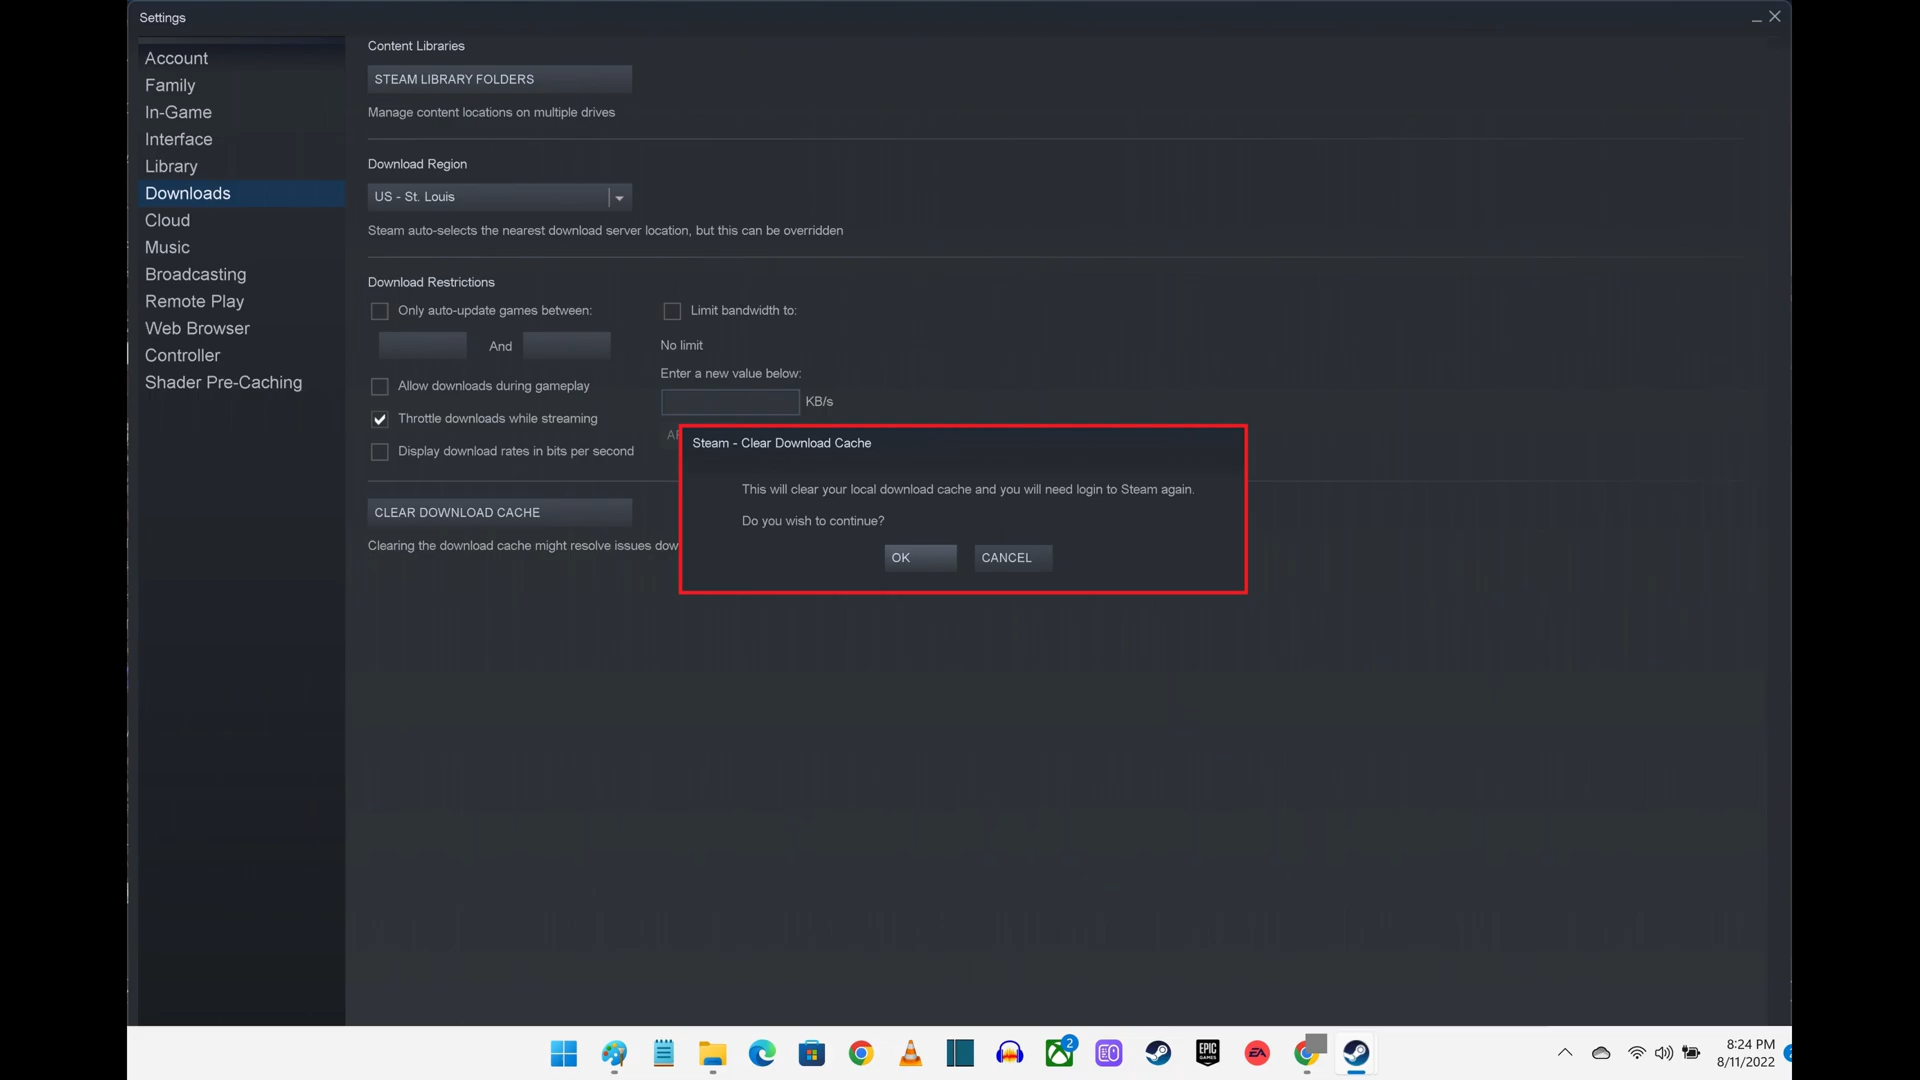 Settings
Account
Family
In-Game
Interface
Library
Downloads
Cloud
Music
Broadcasting
Remote Play
Web Browser
Controller
Shader Pre-Caching
Content Libraries
STEAM LIBRARY FOLDERS
Manage content locations on multiple drives
Download Region
US - St. Louis
Steam auto-selects the nearest download server location, but this can be overridden
Download Restrictions
Only auto-update games between:
And
Allow downloads during gameplay
Throttle downloads while streaming
Display download rates in bits per second
Limit bandwidth to:
No limit
Enter a new value below:
KB/s
CLEAR DOWNLOAD CACHE
Clearing the download cache might resolve issues
Steam - Clear Download Cache
This will clear your local download cache and you will need login to Steam again.
Do you wish to continue?
OK CANCEL
2
EPIC
GAMES
EA
8:24 PM
8/11/2022